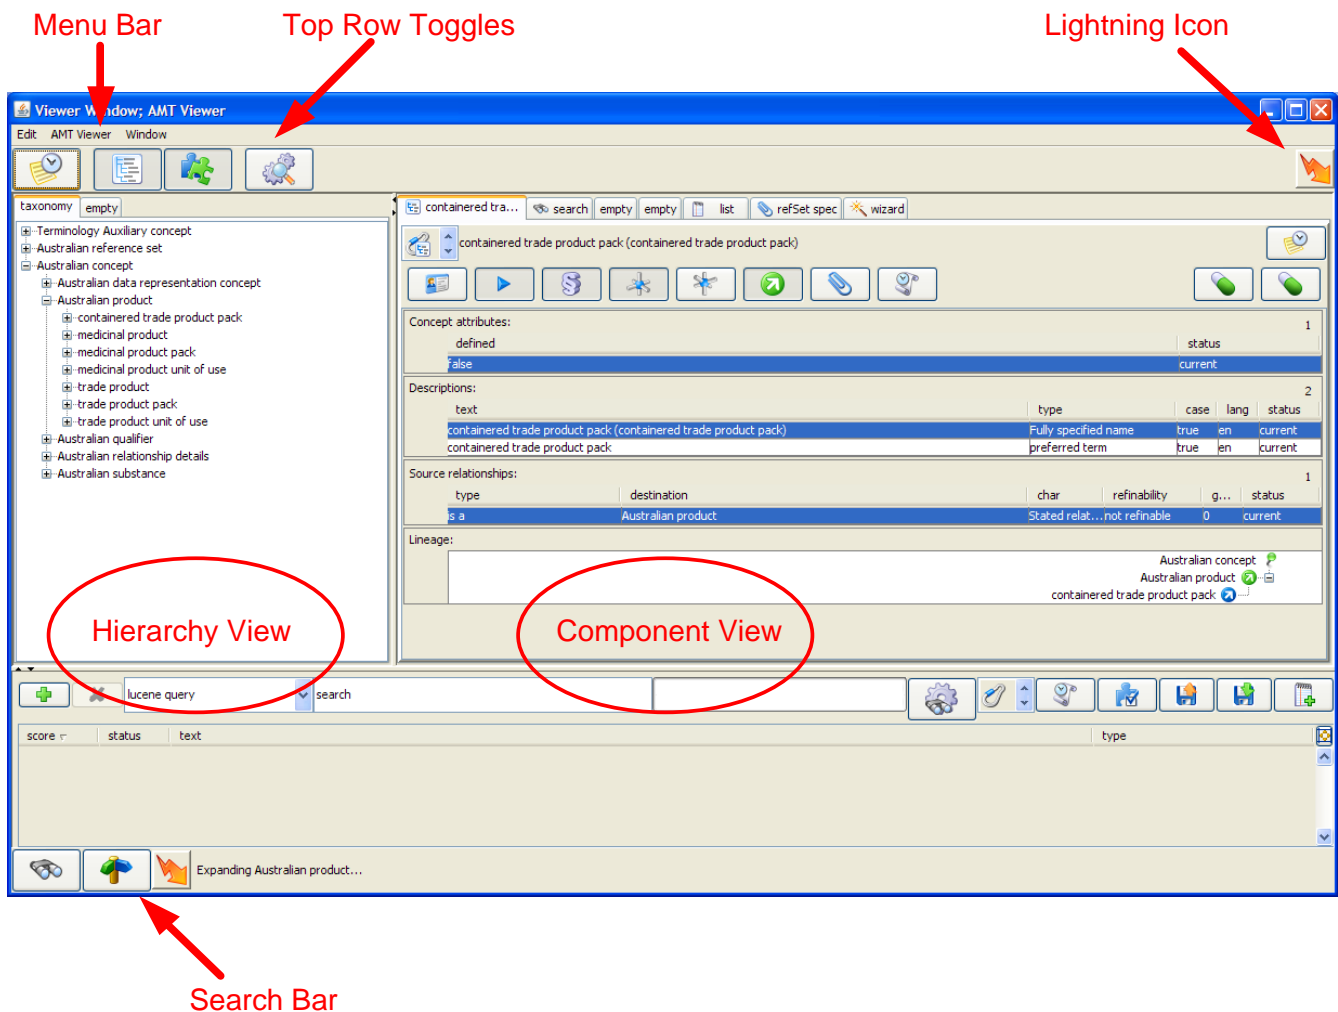 Menu Bar
Top Row Toggles
Lightning Icon
Viewer Window; AMT Viewer
Edit AMT Viewer Window
taxonomy empty
containered tra... search empty empty list refSet spec wizard
Terminology Auxiliary concept
Australian reference set
Australian concept
Australian data representation concept
Australian product
containered trade product pack
medicinal product
medicinal product pack
medicinal product unit of use
trade product
trade product pack
trade product unit of use
Australian qualifier
Australian relationship details
Australian substance
containered trade product pack (containered trade product pack)
Concept attributes: 1
defined status
false current
Descriptions: 2
text type case lang status
containered trade product pack (containered trade product pack) Fully specified name true en current
containered trade product pack preferred term true en current
Source relationships: 1
type destination char refinability g... status
is a Australian product Stated relat... not refinable 0 current
Lineage:
Australian concept
Australian product
containered trade product pack
Hierarchy View
Component View
lucene query search
score status text type
Expanding Australian product...
Search Bar